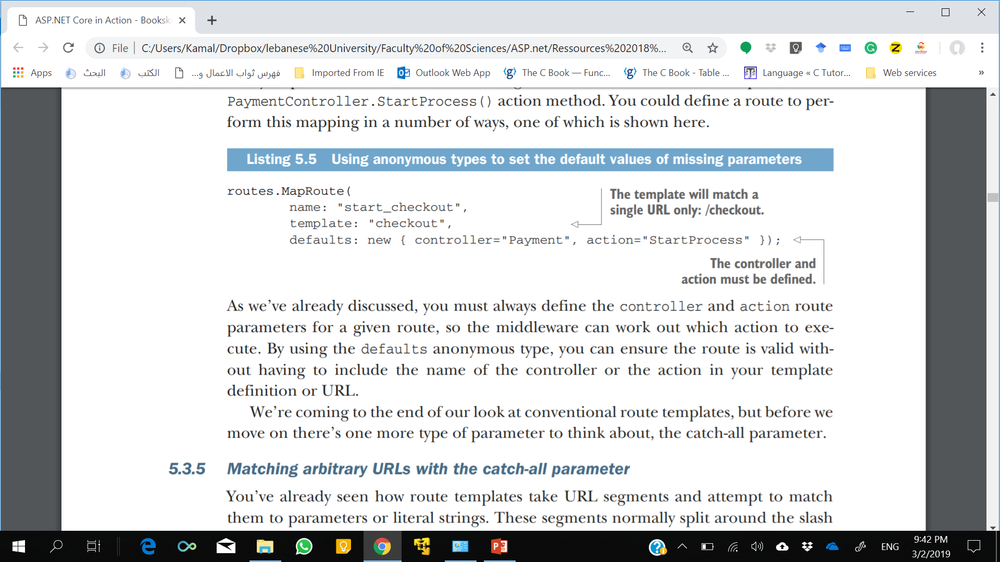 ASP.NET Core in Action - Booksk
File
C:/Users/Kamal/Dropbox/lebanese%20University/Faculty%20of%20Sciences/ASP.net/Ressources%202018%...
Apps
البحث
الكتب
فهرس ثواب الاعمال و...
Imported From IE
Outlook Web App
The C Book — Func...
The C Book - Table ...
Language « C Tutor...
Web services
»
PaymentController.StartProcess() action method. You could define a route to per-
form this mapping in a number of ways, one of which is shown here.
Listing 5.5 Using anonymous types to set the default values of missing parameters
routes.MapRoute(
name: "start_checkout",
template: "checkout",
defaults: new { controller="Payment", action="StartProcess" });
The template will match a
single URL only: /checkout.
The controller and
action must be defined.
As we've already discussed, you must always define the controller and action route
parameters for a given route, so the middleware can work out which action to exe-
cute. By using the defaults anonymous type, you can ensure the route is valid with-
out having to include the name of the controller or the action in your template
definition or URL.
We're coming to the end of our look at conventional route templates, but before we
move on there's one more type of parameter to think about, the catch-all parameter.
5.3.5 Matching arbitrary URLs with the catch-all parameter
You've already seen how route templates take URL segments and attempt to match
them to parameters or literal strings. These segments normally split around the slash
ENG
9:42 PM
3/2/2019